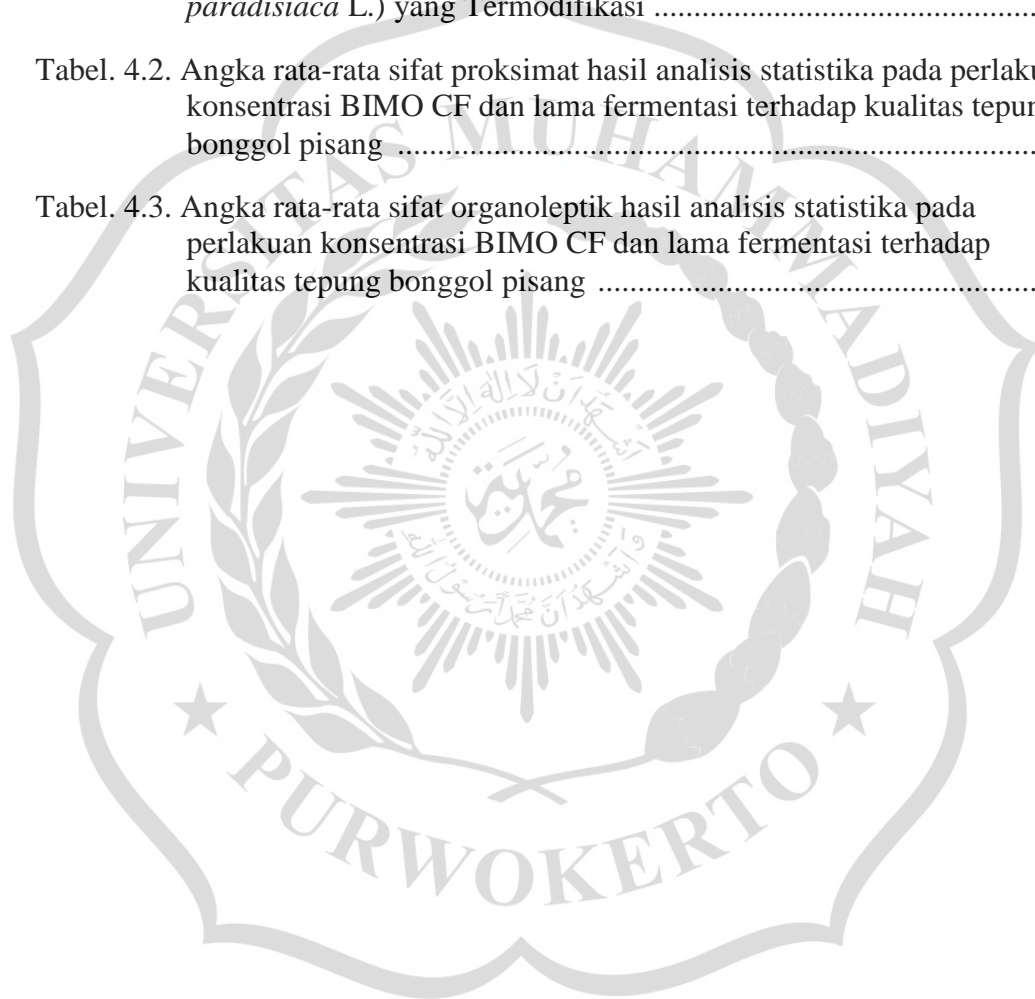 paradisiaca L.) yang Termodifikasi ..........................................................
Tabel. 4.2. Angka rata-rata sifat proksimat hasil analisis statistika pada perlaku
konsentrasi BIMO CF dan lama fermentasi terhadap kualitas tepun
bonggol pisang ..........................................................................................
Tabel. 4.3. Angka rata-rata sifat organoleptik hasil analisis statistika pada
perlakuan konsentrasi BIMO CF dan lama fermentasi terhadap
kualitas tepung bonggol pisang .............................................................
UNIVERSITAS MUHAMMADIYAH
PURWOKERTO